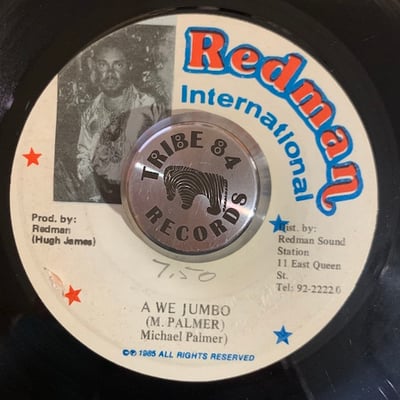 Redman
International
TRIBE 84
RECORDS
Prod. by:
Redman
(Hugh James)
Dist. by:
Redman Sound
Station
11 East Queen
St.
Tel: 92-22220
7.50
A WE JUMBO
(M. PALMER)
Michael Palmer)
©℗ 1985 ALL RIGHTS RESERVED